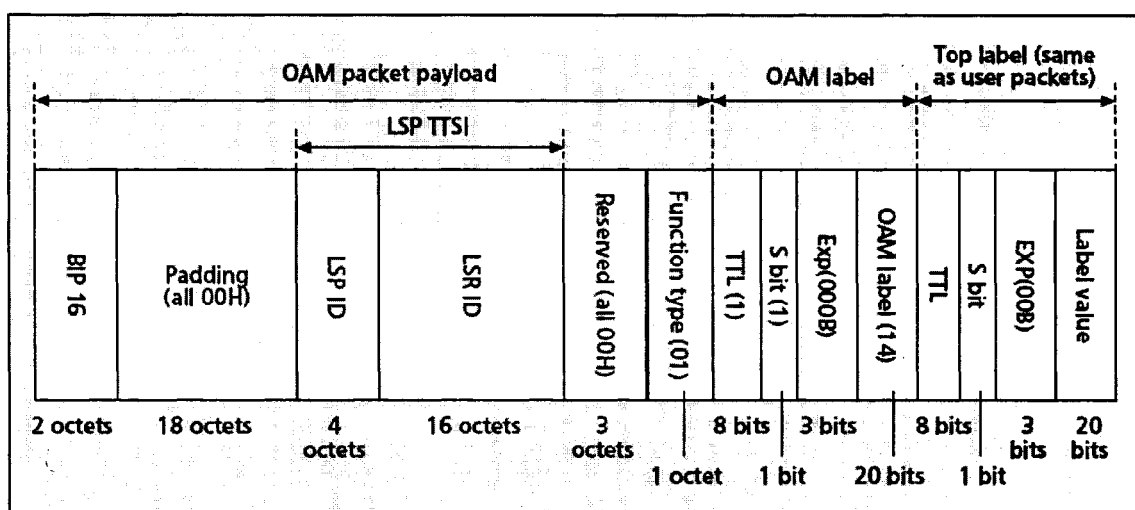 OAM packet payload
OAM label
Top label (same
as user packets)
LSP TTSI
BIP 16
Padding
(all 00H)
LSP ID
LSR ID
Reserved (all 00H)
Function type (01)
TTL (1)
S bit (1)
Exp(000B)
OAM label (14)
TTL
S bit
EXP(00B)
Label value
2 octets
18 octets
4
octets
16 octets
3
octets
1 octet
8 bits
1 bit
3 bits
20 bits
8 bits
1 bit
3
bits
20
bits